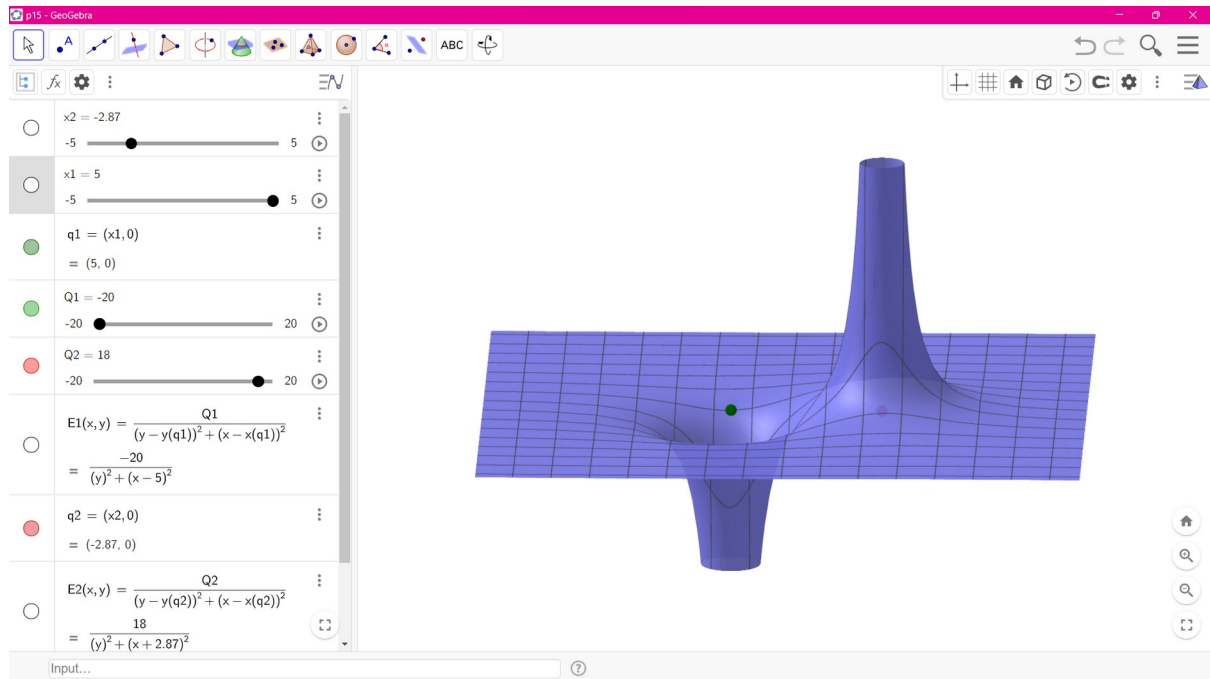 p15 - GeoGebra
A
ABC
fx
x2 = -2.87
-5 5
x1 = 5
-5 5
q1 = (x1, 0)
= (5, 0)
Q1 = -20
-20 20
Q2 = 18
-20 20
E1(x, y) = Q1 / ((y − y(q1))² + (x − x(q1))²)
= −20 / ((y)² + (x − 5)²)
q2 = (x2, 0)
= (-2.87, 0)
E2(x, y) = Q2 / ((y − y(q2))² + (x − x(q2))²)
= 18 / ((y)² + (x + 2.87)²)
Input...